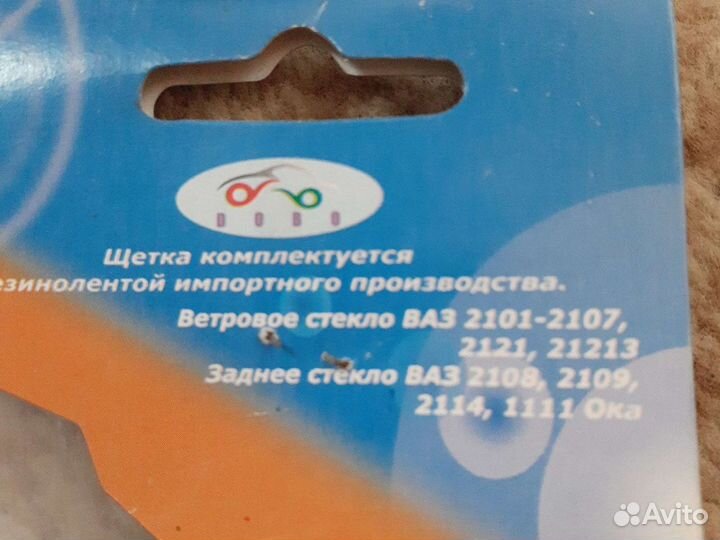 DOBO
Щетка комплектуется
езинолентой импортного производства.
Ветровое стекло ВАЗ 2101-2107,
2121, 21213
Заднее стекло ВАЗ 2108, 2109,
2114, 1111 Ока
Avito